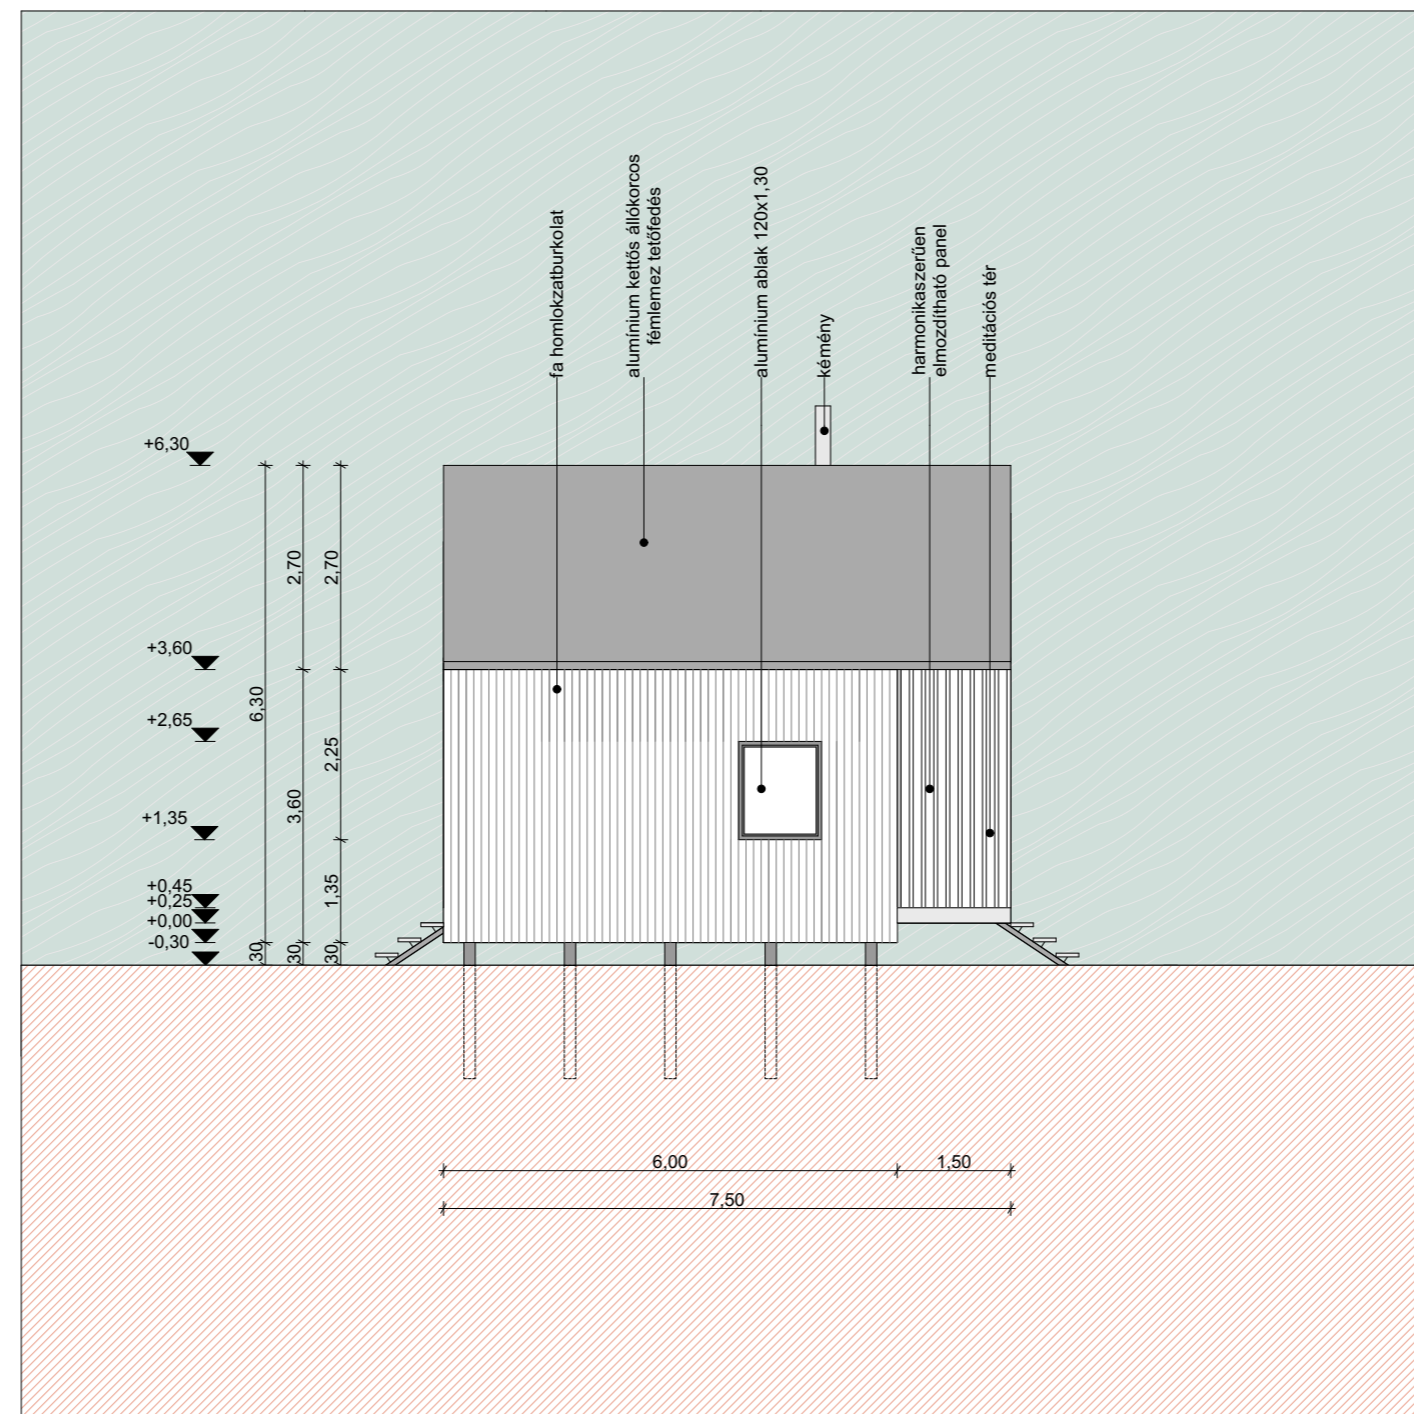 fa homlokzatburkolat
alumínium kettős állókorcos
fémlemez tetőfedés
alumínium ablak 120x1,30
kémény
harmonikaszerűen
elmozdítható panel
meditációs tér
+6,30
+3,60
+2,65
+1,35
+0,45
+0,25
+0,00
-0,30
6,30
30
2,70
3,60
30
2,70
2,25
1,35
30
6,00
1,50
7,50